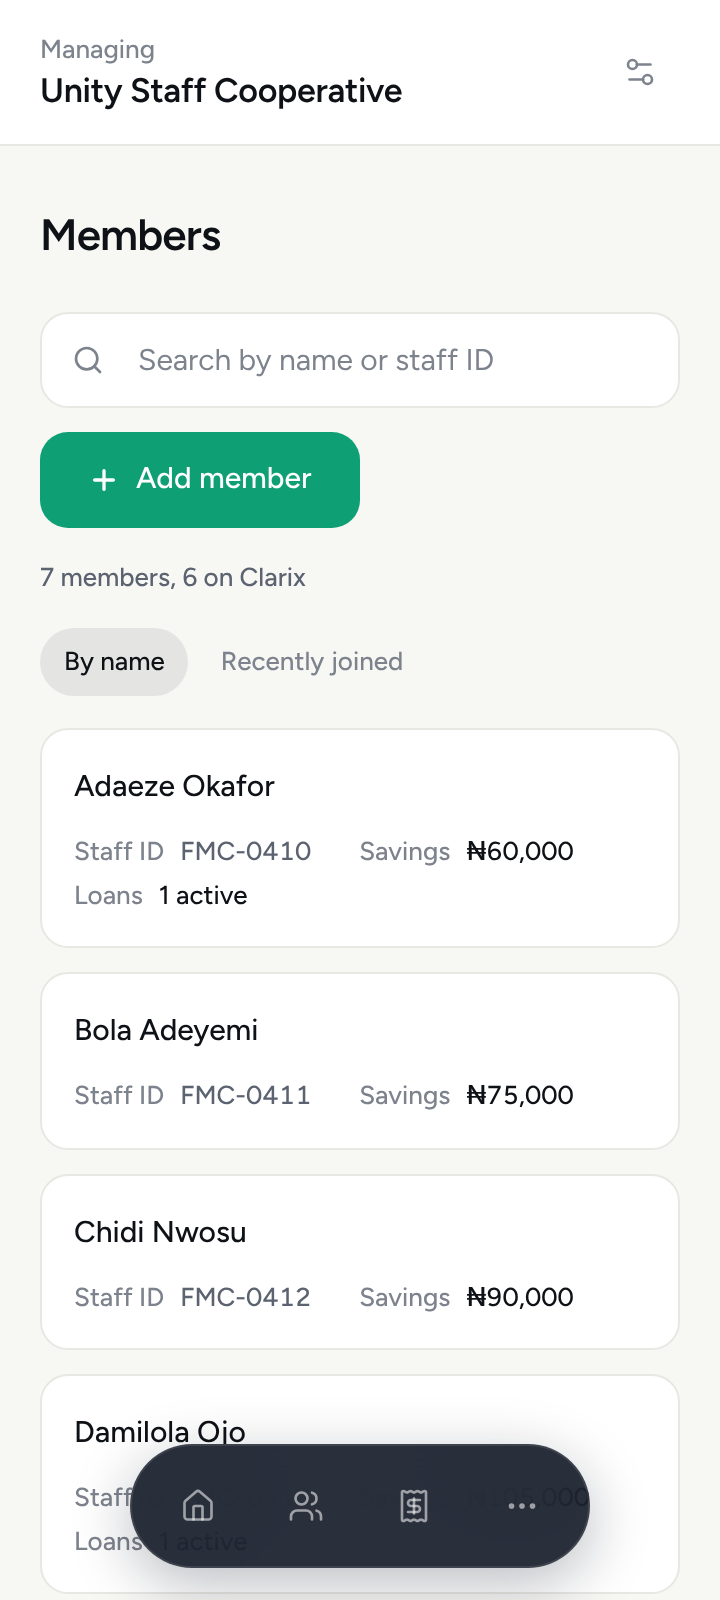 Managing
Unity Staff Cooperative
Members
Search by name or staff ID
+ Add member
7 members, 6 on Clarix
By name Recently joined
Adaeze Okafor
Staff ID FMC-0410 Savings ₦60,000
Loans 1 active
Bola Adeyemi
Staff ID FMC-0411 Savings ₦75,000
Chidi Nwosu
Staff ID FMC-0412 Savings ₦90,000
Damilola Ojo
Staff ₦105,000
Loans 1 active